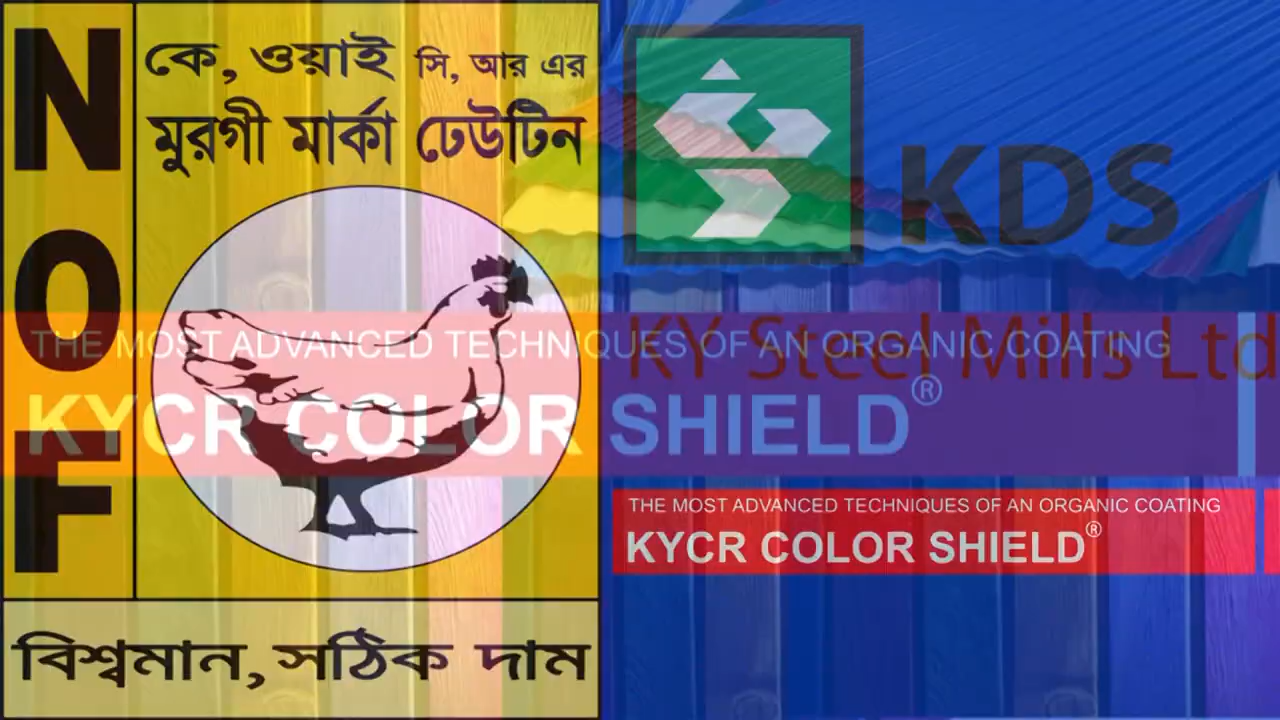 NOF
কে, ওয়াই সি, আর এর
মুরগী মার্কা ঢেউটিন
বিশ্বমান, সঠিক দাম
KDS
KY Steel Mills Ltd
THE MOST ADVANCED TECHNIQUES OF AN ORGANIC COATING
KYCR COLOR SHIELD®
THE MOST ADVANCED TECHNIQUES OF AN ORGANIC COATING
KYCR COLOR SHIELD®